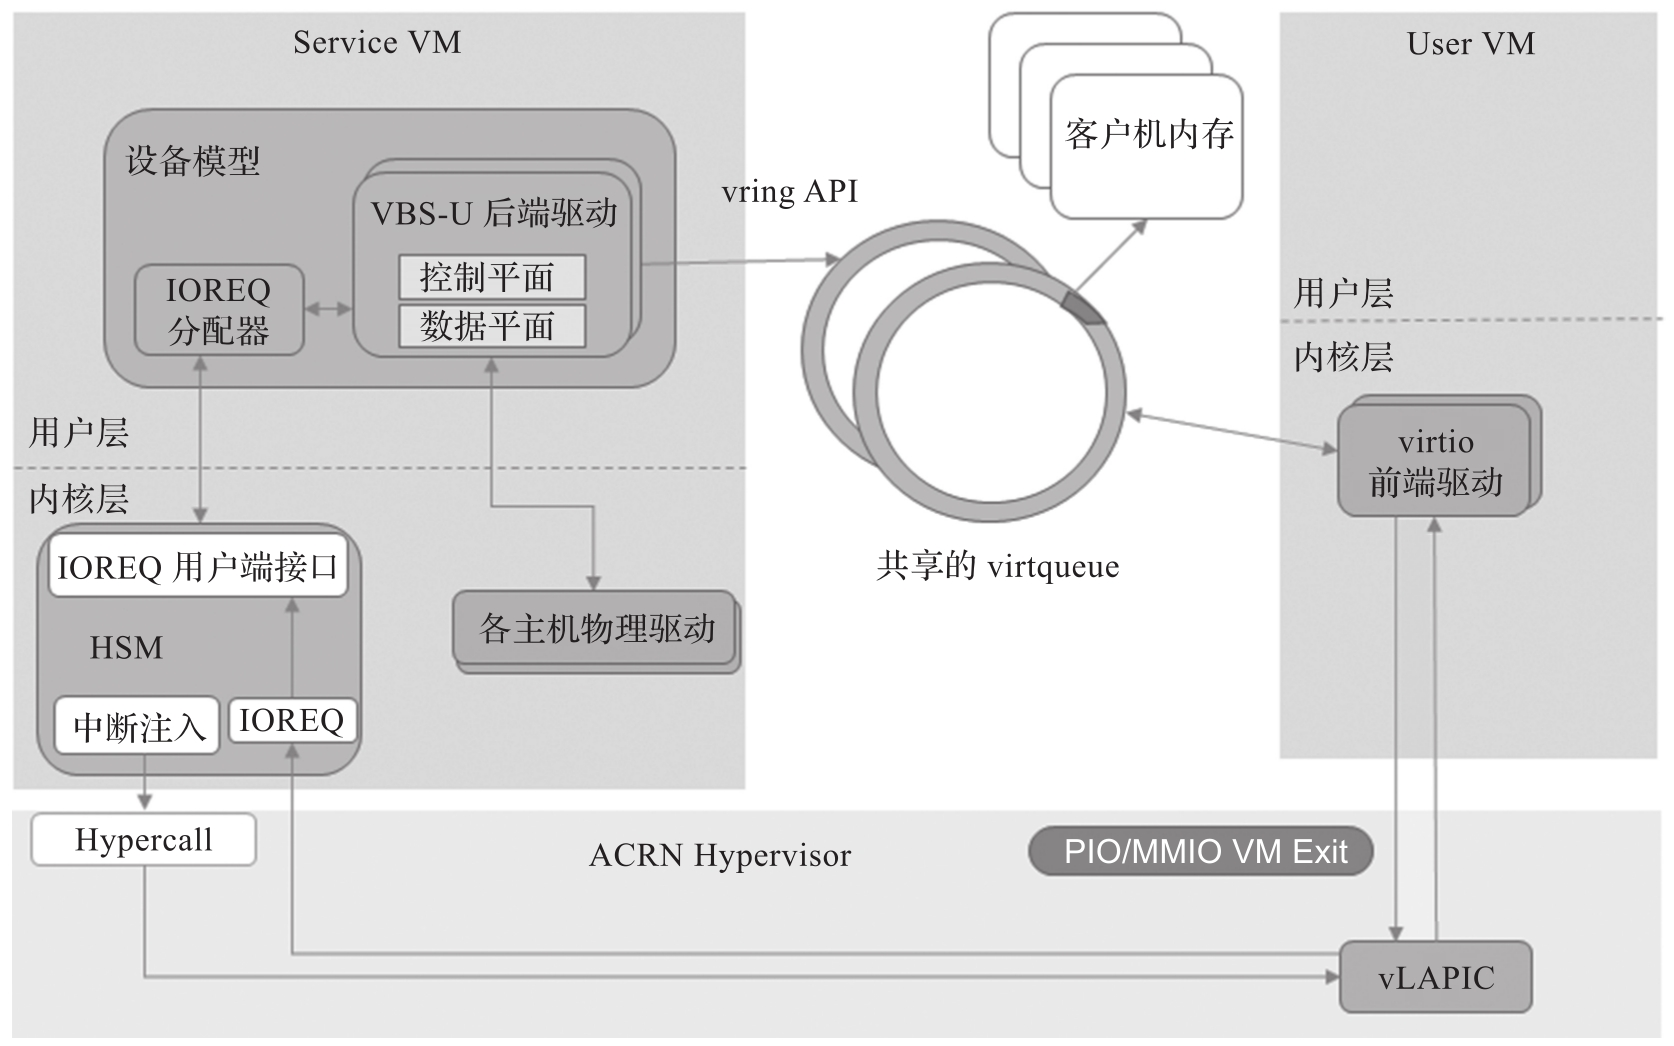 Service VM
设备模型
VBS-U 后端驱动
控制平面
数据平面
IOREQ
分配器
用户层
内核层
IOREQ 用户端接口
HSM
中断注入
IOREQ
各主机物理驱动
vring API
客户机内存
共享的 virtqueue
User VM
用户层
内核层
virtio
前端驱动
Hypercall
ACRN Hypervisor
PIO/MMIO VM Exit
vLAPIC